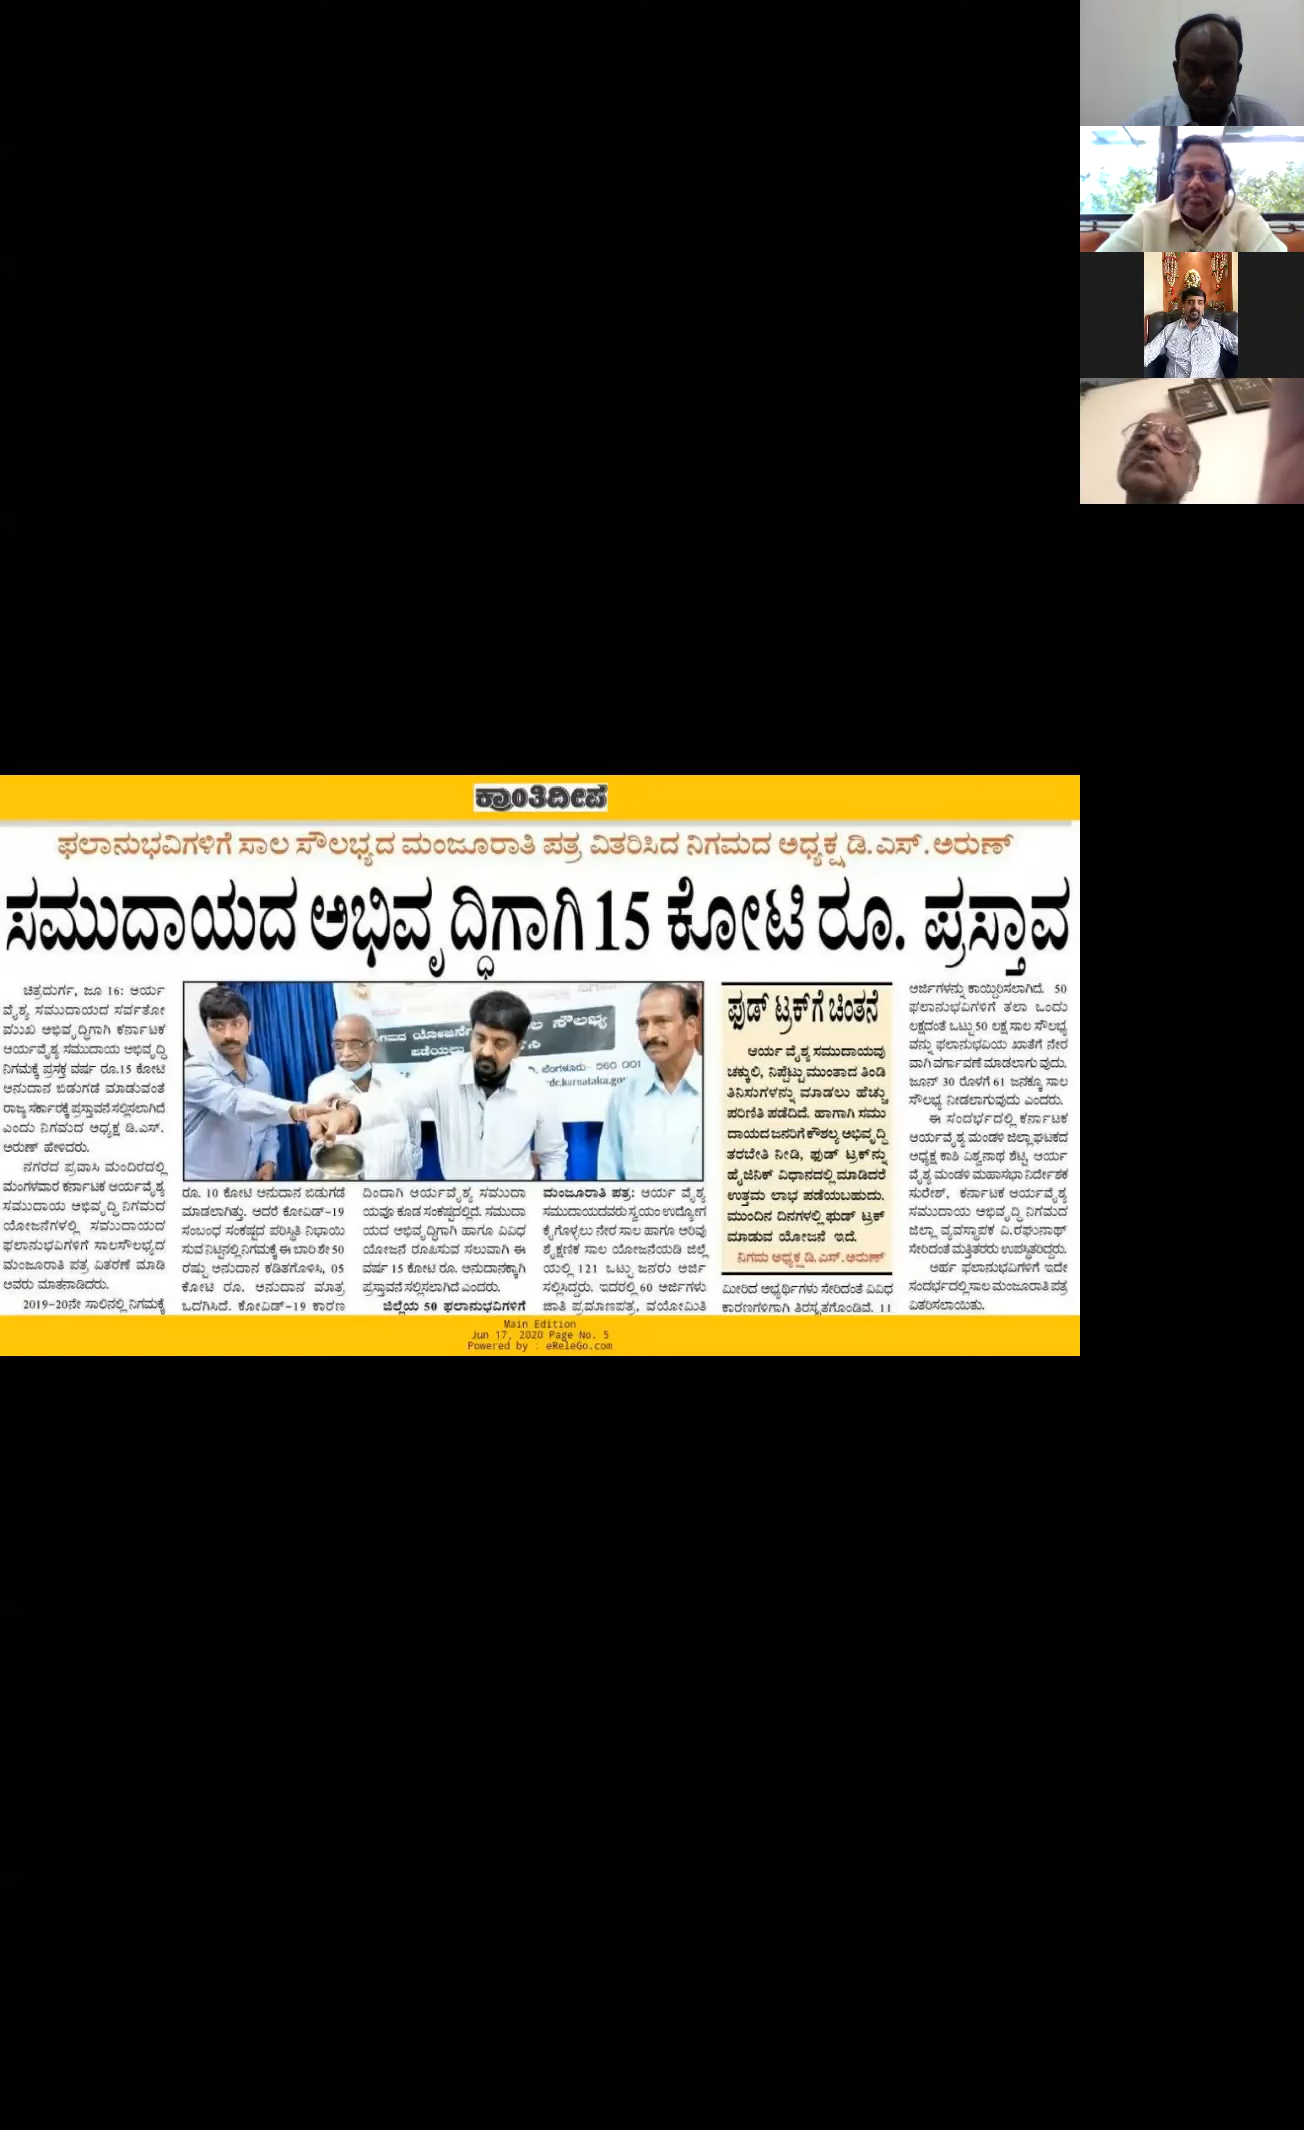 ಕ್ರಾಂತಿದೀಪ
ಫಲಾನುಭವಿಗಳಿಗೆ ಸಾಲ ಸೌಲಭ್ಯದ ಮಂಜೂರಾತಿ ಪತ್ರ ವಿತರಿಸಿದ ನಿಗಮದ ಅಧ್ಯಕ್ಷ ಡಿ.ಎಸ್.ಅರುಣ್
ಸಮುದಾಯದ ಅಭಿವೃದ್ಧಿಗಾಗಿ 15 ಕೋಟಿ ರೂ. ಪ್ರಸ್ತಾವ
ಚಿತ್ರದುರ್ಗ, ಜೂ 16: ಆರ್ಯ
ವೈಶ್ಯ ಸಮುದಾಯದ ಸರ್ವತೋ
ಮುಖ ಅಭಿವೃದ್ಧಿಗಾಗಿ ಕರ್ನಾಟಕ
ಆರ್ಯವೈಶ್ಯ ಸಮುದಾಯ ಅಭಿವೃದ್ಧಿ
ನಿಗಮಕ್ಕೆ ಪ್ರಸಕ್ತ ವರ್ಷ ರೂ.15 ಕೋಟಿ
ಅನುದಾನ ಬಿಡುಗಡೆ ಮಾಡುವಂತೆ
ರಾಜ್ಯ ಸರ್ಕಾರಕ್ಕೆ ಪ್ರಸ್ತಾವನೆ ಸಲ್ಲಿಸಲಾಗಿದೆ
ಎಂದು ನಿಗಮದ ಅಧ್ಯಕ್ಷ ಡಿ.ಎಸ್.
ಅರುಣ್ ಹೇಳಿದರು.
ನಗರದ ಪ್ರವಾಸಿ ಮಂದಿರದಲ್ಲಿ
ಮಂಗಳವಾರ ಕರ್ನಾಟಕ ಆರ್ಯವೈಶ್ಯ
ಸಮುದಾಯ ಅಭಿವೃದ್ಧಿ ನಿಗಮದ
ಯೋಜನೆಗಳಲ್ಲಿ ಸಮುದಾಯದ
ಫಲಾನುಭವಿಗಳಿಗೆ ಸಾಲಸೌಲಭ್ಯದ
ಮಂಜೂರಾತಿ ಪತ್ರ ವಿತರಣೆ ಮಾಡಿ
ಅವರು ಮಾತನಾಡಿದರು.
2019-20ನೇ ಸಾಲಿನಲ್ಲಿ ನಿಗಮಕ್ಕೆ
ಸಾಲ ಸೌಲಭ್ಯ
ನಿಗಮದ ಯೋಜನೆ
ಬೆಂಗಳೂರು- 560 001
dc.karnataka.gov
ರೂ. 10 ಕೋಟಿ ಅನುದಾನ ಬಿಡುಗಡೆ
ಮಾಡಲಾಗಿತ್ತು. ಆದರೆ ಕೋವಿಡ್-19
ಸಂಬಂಧ ಸಂಕಷ್ಟದ ಪರಿಸ್ಥಿತಿ ನಿಭಾಯಿ
ಸುವ ನಿಟ್ಟಿನಲ್ಲಿ ನಿಗಮಕ್ಕೆ ಈ ಬಾರಿ ಶೇ 50
ರಷ್ಟು ಅನುದಾನ ಕಡಿತಗೊಳಿಸಿ, 05
ಕೋಟಿ ರೂ. ಅನುದಾನ ಮಾತ್ರ
ಒದಗಿಸಿದೆ. ಕೋವಿಡ್-19 ಕಾರಣ
ದಿಂದಾಗಿ ಆರ್ಯವೈಶ್ಯ ಸಮುದಾ
ಯವೂ ಕೂಡ ಸಂಕಷ್ಟದಲ್ಲಿದೆ. ಸಮುದಾ
ಯದ ಅಭಿವೃದ್ಧಿಗಾಗಿ ಹಾಗೂ ವಿವಿಧ
ಯೋಜನೆ ರೂಪಿಸುವ ಸಲುವಾಗಿ ಈ
ವರ್ಷ 15 ಕೋಟಿ ರೂ. ಅನುದಾನಕ್ಕಾಗಿ
ಪ್ರಸ್ತಾವನೆ ಸಲ್ಲಿಸಲಾಗಿದೆ ಎಂದರು.
ಜಿಲ್ಲೆಯ 50 ಫಲಾನುಭವಿಗಳಿಗೆ
ಮಂಜೂರಾತಿ ಪತ್ರ: ಆರ್ಯ ವೈಶ್ಯ
ಸಮುದಾಯದವರು ಸ್ವಯಂ ಉದ್ಯೋಗ
ಕೈಗೊಳ್ಳಲು ನೇರ ಸಾಲ ಹಾಗೂ ಅರಿವು
ಶೈಕ್ಷಣಿಕ ಸಾಲ ಯೋಜನೆಯಡಿ ಜಿಲ್ಲೆ
ಯಲ್ಲಿ 121 ಒಟ್ಟು ಜನರು ಅರ್ಜಿ
ಸಲ್ಲಿಸಿದ್ದರು. ಇದರಲ್ಲಿ 60 ಅರ್ಜಿಗಳು
ಜಾತಿ ಪ್ರಮಾಣಪತ್ರ, ವಯೋಮಿತಿ
ಫುಡ್ ಟ್ರಕ್‌ಗೆ ಚಿಂತನೆ
ಆರ್ಯ ವೈಶ್ಯ ಸಮುದಾಯವು
ಚಕ್ಕುಲಿ, ನಿಪ್ಪೆಟ್ಟು ಮುಂತಾದ ತಿಂಡಿ
ತಿನಿಸುಗಳನ್ನು ಮಾಡಲು ಹೆಚ್ಚು
ಪರಿಣಿತಿ ಪಡೆದಿದೆ. ಹಾಗಾಗಿ ಸಮು
ದಾಯದ ಜನರಿಗೆ ಕೌಶಲ್ಯ ಅಭಿವೃದ್ಧಿ
ತರಬೇತಿ ನೀಡಿ, ಫುಡ್ ಟ್ರಕ್‌ನ್ನು
ಹೈಜಿನಿಕ್ ವಿಧಾನದಲ್ಲಿ ಮಾಡಿದರೆ
ಉತ್ತಮ ಲಾಭ ಪಡೆಯಬಹುದು.
ಮುಂದಿನ ದಿನಗಳಲ್ಲಿ ಫುಡ್ ಟ್ರಕ್
ಮಾಡುವ ಯೋಜನೆ ಇದೆ.
ನಿಗಮ ಅಧ್ಯಕ್ಷ ಡಿ.ಎಸ್.ಅರುಣ್
ಮೀರಿದ ಅಭ್ಯರ್ಥಿಗಳು ಸೇರಿದಂತೆ ವಿವಿಧ
ಕಾರಣಗಳಿಗಾಗಿ ತಿರಸ್ಕೃತಗೊಂಡಿವೆ. 11
ಅರ್ಜಿಗಳನ್ನು ಕಾಯ್ದಿರಿಸಲಾಗಿದೆ. 50
ಫಲಾನುಭವಿಗಳಿಗೆ ತಲಾ ಒಂದು
ಲಕ್ಷದಂತೆ ಒಟ್ಟು 50 ಲಕ್ಷ ಸಾಲ ಸೌಲಭ್ಯ
ವನ್ನು ಫಲಾನುಭವಿಯ ಖಾತೆಗೆ ನೇರ
ವಾಗಿ ವರ್ಗಾವಣೆ ಮಾಡಲಾಗುವುದು.
ಜೂನ್ 30 ರೊಳಗೆ 61 ಜನಕ್ಕೂ ಸಾಲ
ಸೌಲಭ್ಯ ನೀಡಲಾಗುವುದು ಎಂದರು.
ಈ ಸಂದರ್ಭದಲ್ಲಿ ಕರ್ನಾಟಕ
ಆರ್ಯವೈಶ್ಯ ಮಂಡಳಿ ಜಿಲ್ಲಾ ಘಟಕದ
ಅಧ್ಯಕ್ಷ ಕಾಶಿ ವಿಶ್ವನಾಥ ಶೆಟ್ಟಿ, ಆರ್ಯ
ವೈಶ್ಯ ಮಂಡಳಿ ಮಹಾಸಭಾ ನಿರ್ದೇಶಕ
ಸುರೇಶ್, ಕರ್ನಾಟಕ ಆರ್ಯವೈಶ್ಯ
ಸಮುದಾಯ ಅಭಿವೃದ್ಧಿ ನಿಗಮದ
ಜಿಲ್ಲಾ ವ್ಯವಸ್ಥಾಪಕ ವಿ.ರಘುನಾಥ್
ಸೇರಿದಂತೆ ಮತ್ತಿತರರು ಉಪಸ್ಥಿತರಿದ್ದರು.
ಅರ್ಹ ಫಲಾನುಭವಿಗಳಿಗೆ ಇದೇ
ಸಂದರ್ಭದಲ್ಲಿ ಸಾಲ ಮಂಜೂರಾತಿ ಪತ್ರ
ವಿತರಿಸಲಾಯಿತು.
Main Edition
Jun 17, 2020 Page No. 5
Powered by : eReleGo.com